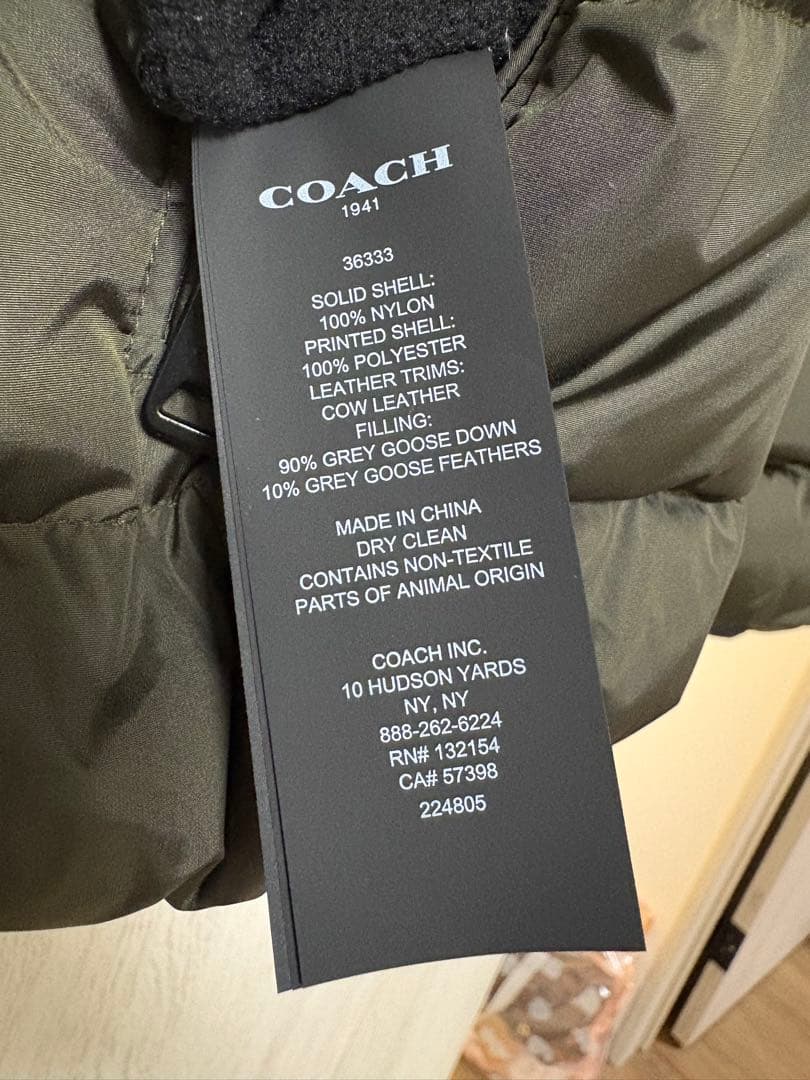 COACH
1941
36333
SOLID SHELL:
100% NYLON
PRINTED SHELL:
100% POLYESTER
LEATHER TRIMS:
COW LEATHER
FILLING:
90% GREY GOOSE DOWN
10% GREY GOOSE FEATHERS
MADE IN CHINA
DRY CLEAN
CONTAINS NON-TEXTILE
PARTS OF ANIMAL ORIGIN
COACH INC.
10 HUDSON YARDS
NY, NY
888-262-6224
RN# 132154
CA# 57398
224805